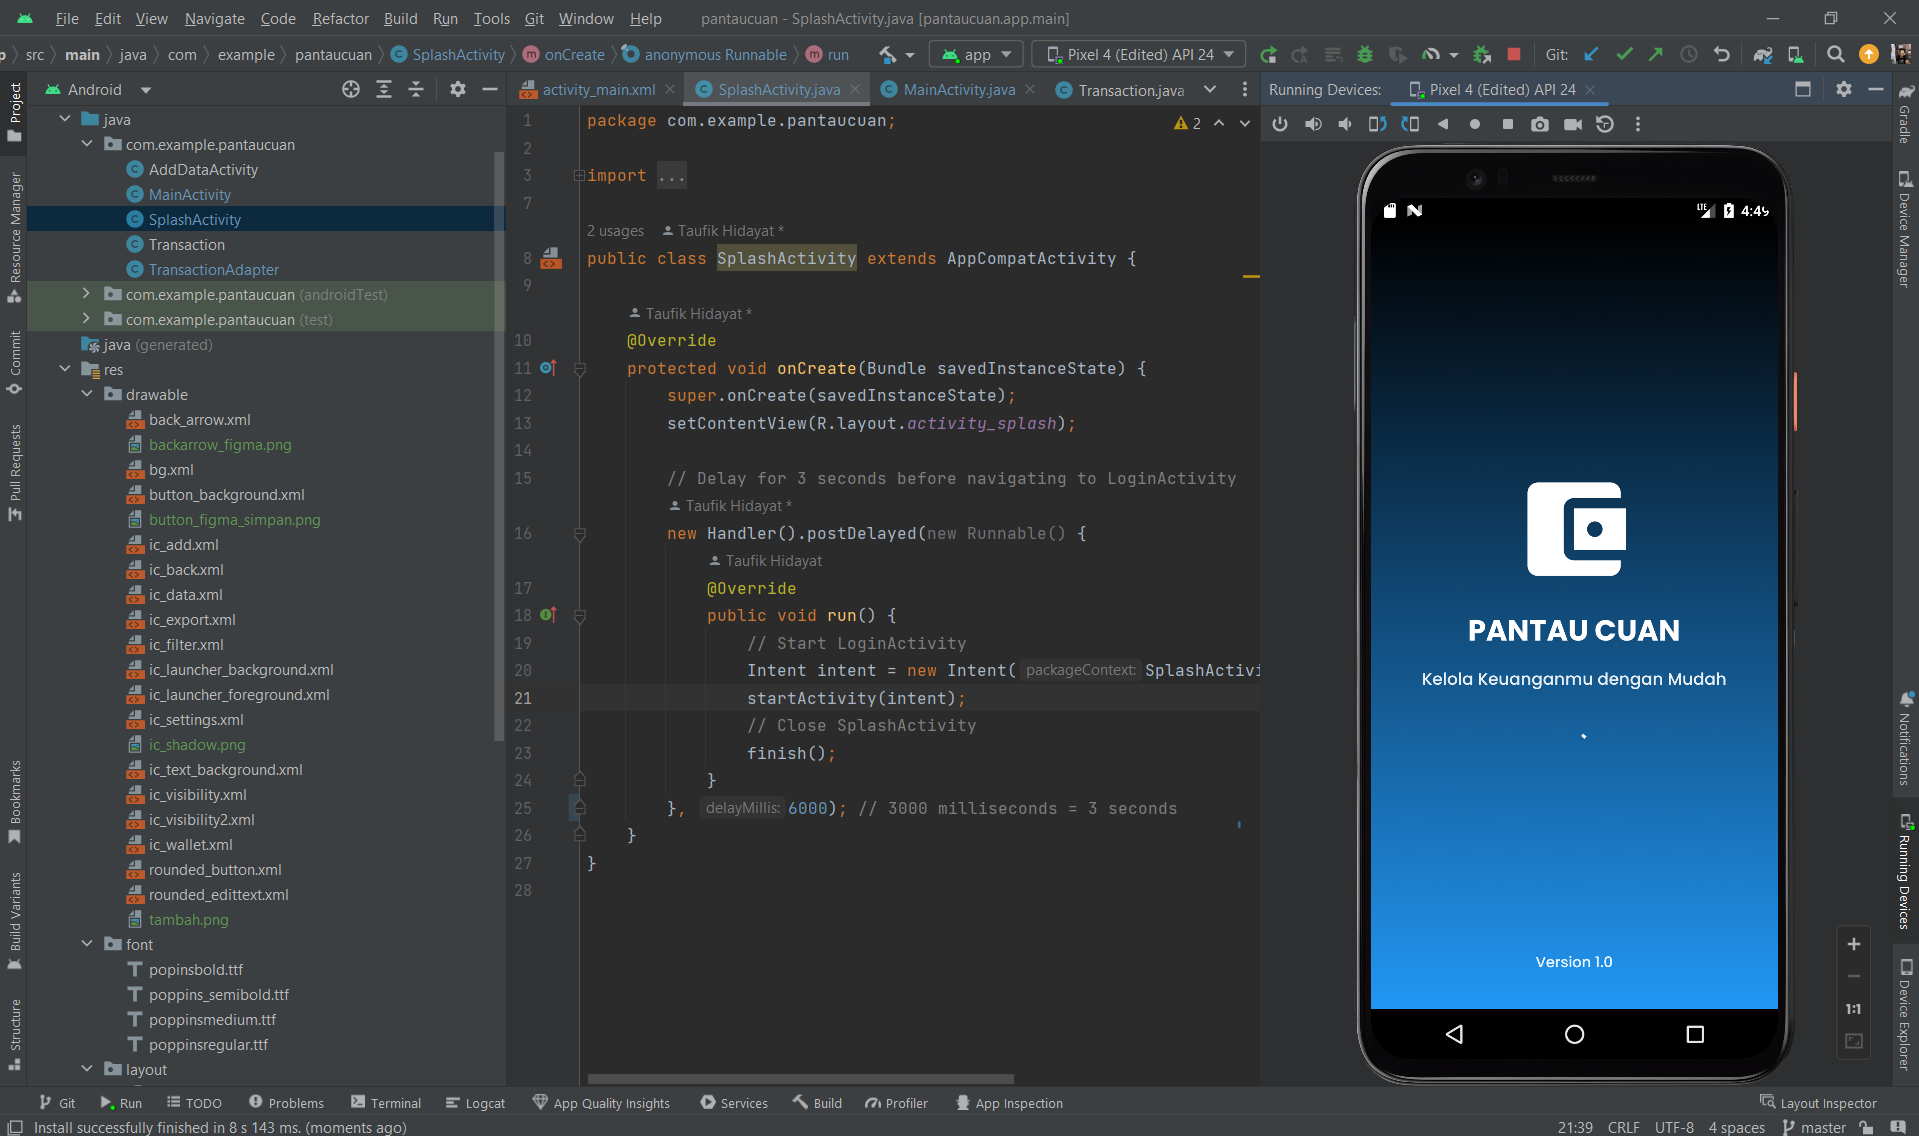 File Edit View Navigate Code Refactor Build Run Tools Git Window Help pantaucuan - SplashActivity.java [pantaucuan.app.main]
src main java com example pantaucuan SplashActivity onCreate anonymous Runnable run app Pixel 4 (Edited) API 24 Git:
Project
Resource Manager
Commit
Pull Requests
Bookmarks
Build Variants
Structure
Android
java
com.example.pantaucuan
AddDataActivity
MainActivity
SplashActivity
Transaction
TransactionAdapter
com.example.pantaucuan (androidTest)
com.example.pantaucuan (test)
java (generated)
res
drawable
back_arrow.xml
backarrow_figma.png
bg.xml
button_background.xml
button_figma_simpan.png
ic_add.xml
ic_back.xml
ic_data.xml
ic_export.xml
ic_filter.xml
ic_launcher_background.xml
ic_launcher_foreground.xml
ic_settings.xml
ic_shadow.png
ic_text_background.xml
ic_visibility.xml
ic_visibility2.xml
ic_wallet.xml
rounded_button.xml
rounded_edittext.xml
tambah.png
font
popinsbold.ttf
poppins_semibold.ttf
poppinsmedium.ttf
poppinsregular.ttf
layout
activity_main.xml SplashActivity.java MainActivity.java Transaction.java
1 package com.example.pantaucuan; 2
2
3 import ...
7
2 usages Taufik Hidayat *
8 public class SplashActivity extends AppCompatActivity {
9
Taufik Hidayat *
10 @Override
11 protected void onCreate(Bundle savedInstanceState) {
12 super.onCreate(savedInstanceState);
13 setContentView(R.layout.activity_splash);
14
15 // Delay for 3 seconds before navigating to LoginActivity
Taufik Hidayat *
16 new Handler().postDelayed(new Runnable() {
Taufik Hidayat
17 @Override
18 public void run() {
19 // Start LoginActivity
20 Intent intent = new Intent( packageContext: SplashActivi
21 startActivity(intent);
22 // Close SplashActivity
23 finish();
24 }
25 }, delayMillis: 6000); // 3000 milliseconds = 3 seconds
26 }
27 }
28
Running Devices: Pixel 4 (Edited) API 24
LTE 4:49
PANTAU CUAN
Kelola Keuanganmu dengan Mudah
Version 1.0
1:1
Gradle
Device Manager
Notifications
Running Devices
Device Explorer
Git Run TODO Problems Terminal Logcat App Quality Insights Services Build Profiler App Inspection Layout Inspector
Install successfully finished in 8 s 143 ms. (moments ago) 21:39 CRLF UTF-8 4 spaces master